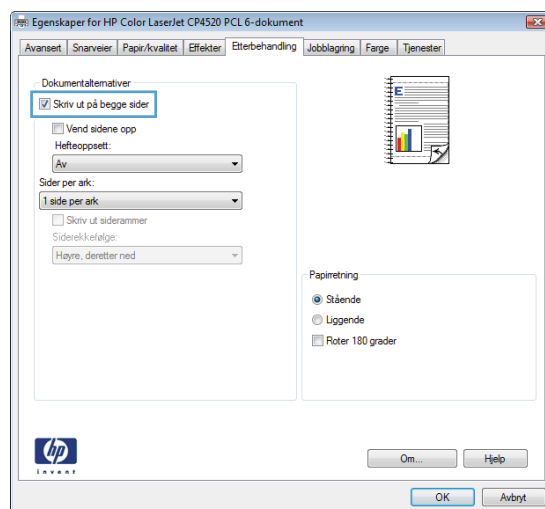 Egenskaper for HP Color LaserJet CP4520 PCL 6-dokument
Avansert Snarveier Papir/kvalitet Effekter Etterbehandling Jobblagring Farge Tjenester
Dokumentalternativer
Skriv ut på begge sider
Vend sidene opp
Hefteoppsett:
Av
Sider per ark:
1 side per ark
Skriv ut siderammer
Siderekkefølge:
Høyre, deretter ned
E
Papirretning
Stående
Liggende
Roter 180 grader
hp
invent
Om... Hjelp
OK Avbryt